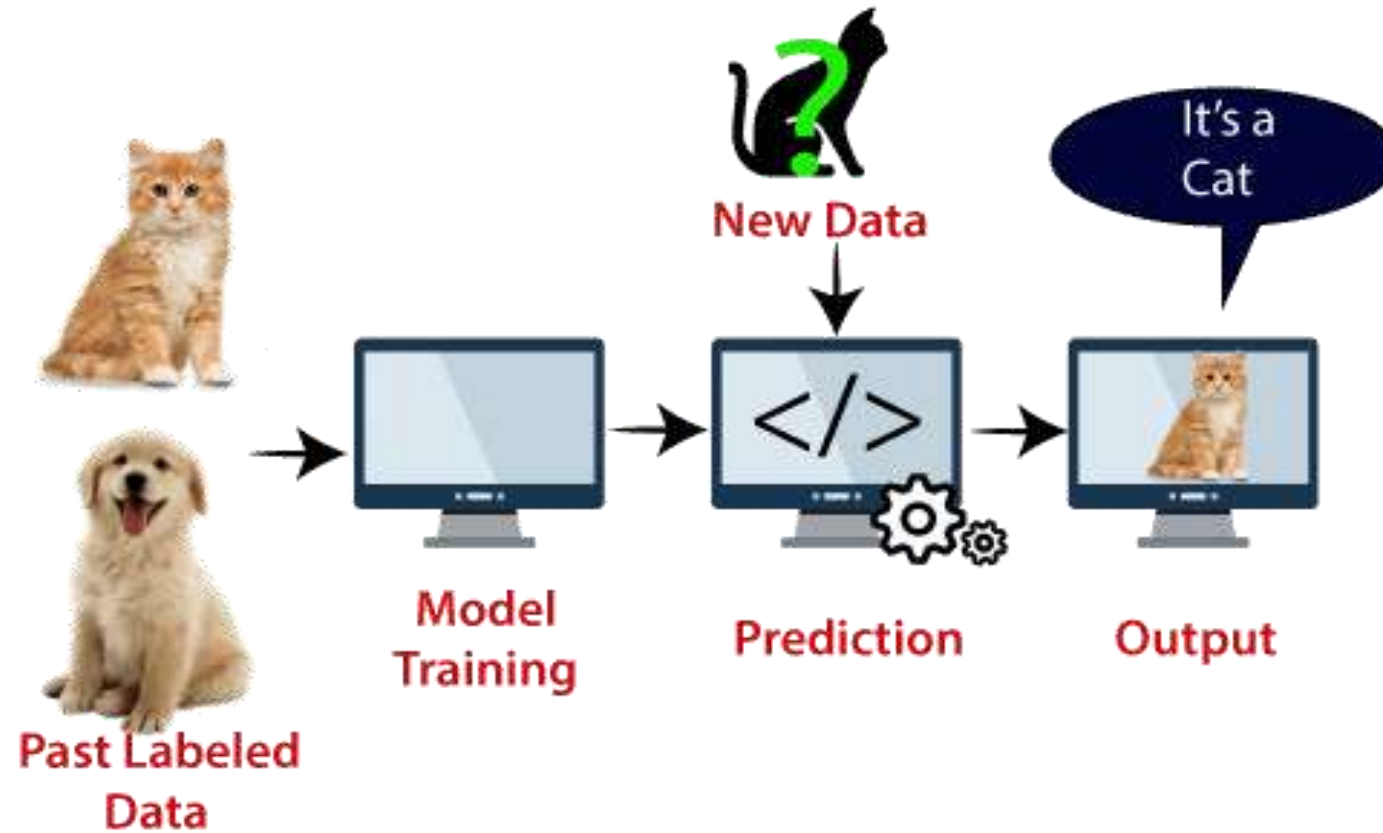 New Data
It's a
Cat
</>
Model
Training
Prediction
Output
Past Labeled
Data